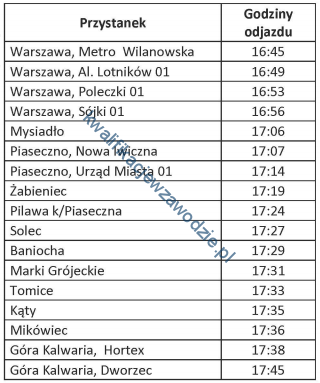 Przystanek Godziny odjazdu
Warszawa, Metro Wilanowska 16:45
Warszawa, Al. Lotników 01 16:49
Warszawa, Poleczki 01 16:53
Warszawa, Sójki 01 16:56
Mysiadło 17:06
Piaseczno, Nowa Iwiczna 17:07
Piaseczno, Urząd Miasta 01 17:14
Żabieniec 17:19
Pilawa k/Piaseczna 17:24
Solec 17:27
Baniocha 17:29
Marki Grójeckie 17:31
Tomice 17:33
Kąty 17:35
Mikówiec 17:36
Góra Kalwaria, Hortex 17:38
Góra Kalwaria, Dworzec 17:45
kwalifikacjewzawodzie.pl